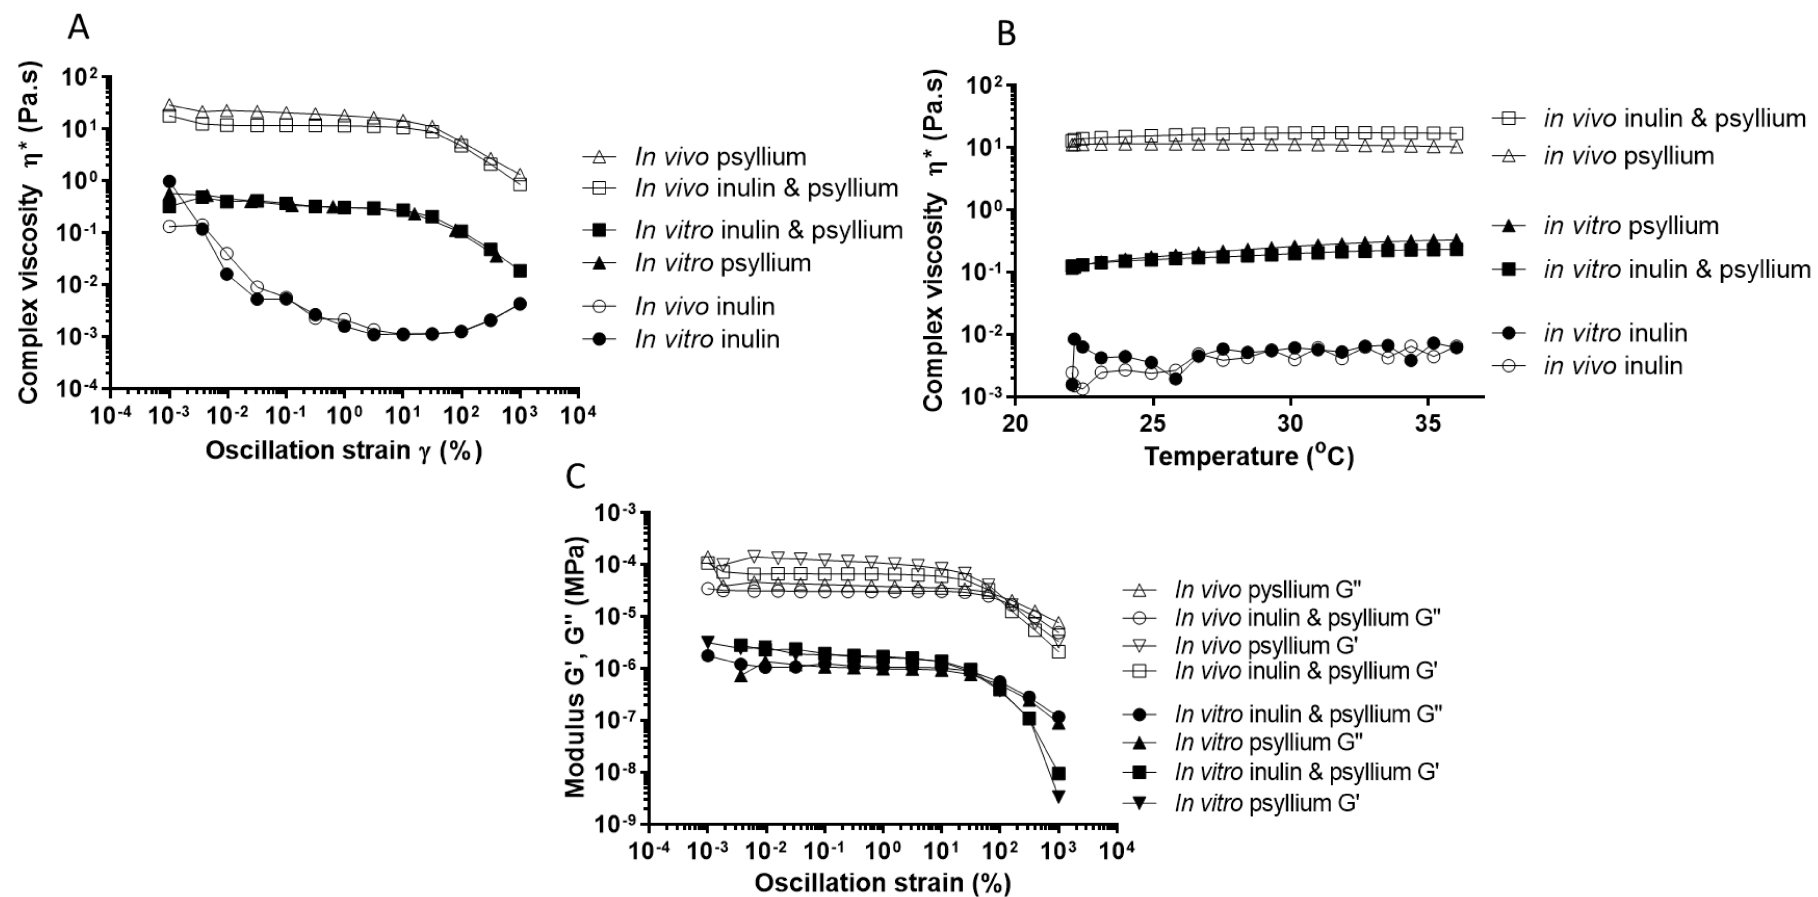 A
Complex viscosity η* (Pa.s)
10²
10¹
10⁰
10⁻¹
10⁻²
10⁻³
10⁻⁴
10⁻⁴ 10⁻³ 10⁻² 10⁻¹ 10⁰ 10¹ 10² 10³ 10⁴
Oscillation strain γ (%)
In vivo psyllium
In vivo inulin & psyllium
In vitro inulin & psyllium
In vitro psyllium
In vivo inulin
In vitro inulin
B
Complex viscosity η* (Pa.s)
10²
10¹
10⁰
10⁻¹
10⁻²
10⁻³
20 25 30 35
Temperature (°C)
in vivo inulin & psyllium
in vivo psyllium
in vitro psyllium
in vitro inulin & psyllium
in vitro inulin
in vivo inulin
C
Modulus G', G" (MPa)
10⁻³
10⁻⁴
10⁻⁵
10⁻⁶
10⁻⁷
10⁻⁸
10⁻⁹
10⁻⁴ 10⁻³ 10⁻² 10⁻¹ 10⁰ 10¹ 10² 10³ 10⁴
Oscillation strain (%)
In vivo pysllium G"
In vivo inulin & psyllium G"
In vivo psyllium G'
In vivo inulin & psyllium G'
In vitro inulin & psyllium G"
In vitro psyllium G"
In vitro inulin & psyllium G'
In vitro psyllium G'